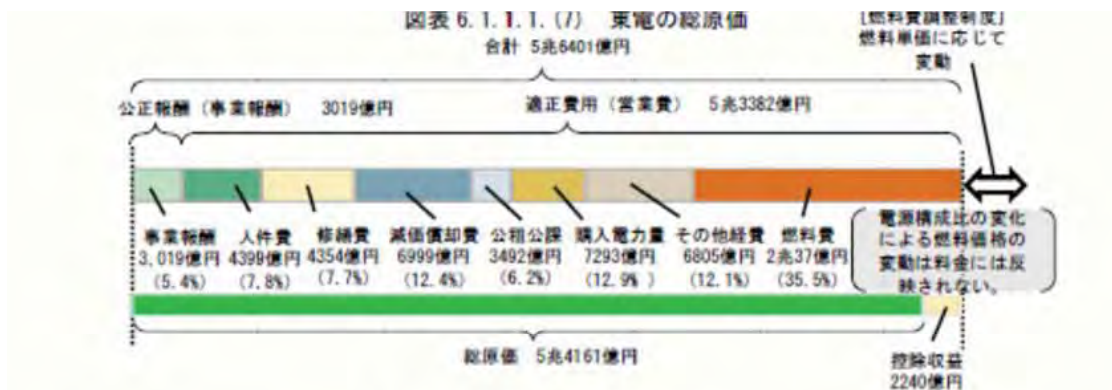 図表 6.1.1.1.(7) 東電の総原価
合計 5兆6401億円
[燃料費調整制度]
燃料単価に応じて
変動
公正報酬（事業報酬） 3019億円
適正費用（営業費） 5兆3382億円
事業報酬
3,019億円
(5.4%)
人件費
4399億円
(7.8%)
修繕費
4354億円
(7.7%)
減価償却費
6999億円
(12.4%)
公租公課
3492億円
(6.2%)
購入電力量
7293億円
(12.9% )
その他経費
6805億円
(12.1%)
燃料費
2兆37億円
(35.5%)
電源構成比の変化
による燃料価格の
変動は料金には反
映されない。
総原価 5兆4161億円
控除収益
2240億円